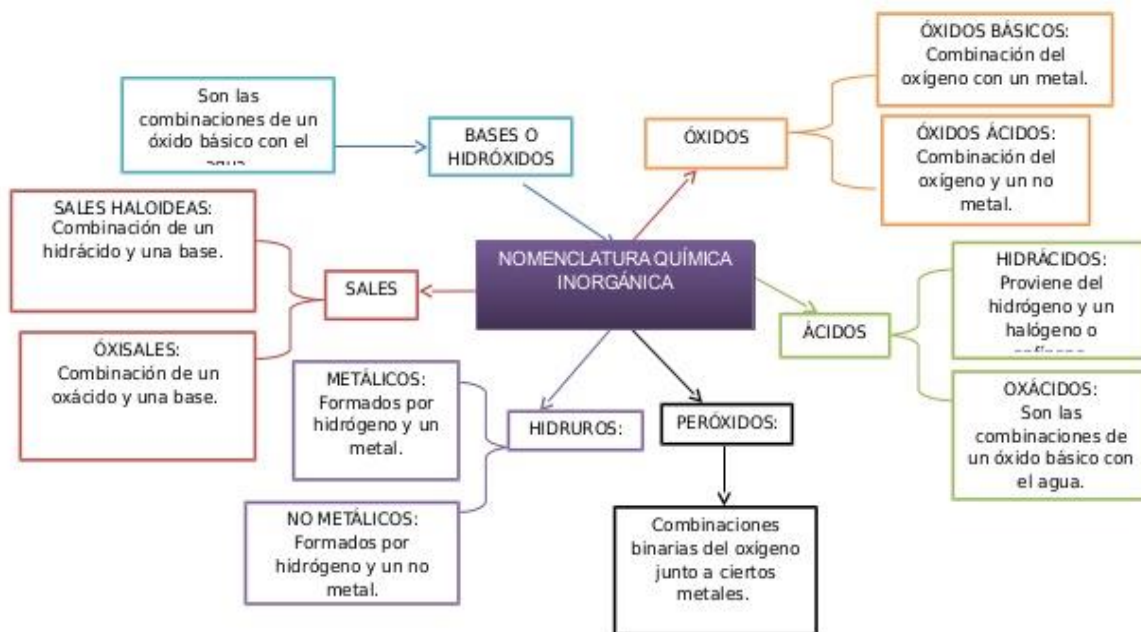 Son las
combinaciones de un
óxido básico con el
BASES O
HIDRÓXIDOS
ÓXIDOS
ÓXIDOS BÁSICOS:
Combinación del
oxígeno con un metal.
ÓXIDOS ÁCIDOS:
Combinación del
oxígeno y un no
metal.
SALES HALOIDEAS:
Combinación de un
hidrácido y una base.
SALES
ÓXISALES:
Combinación de un
oxácido y una base.
NOMENCLATURA QUÍMICA
INORGÁNICA
ÁCIDOS
HIDRÁCIDOS:
Proviene del
hidrógeno y un
halógeno o
OXÁCIDOS:
Son las
combinaciones de
un óxido básico con
el agua.
METÁLICOS:
Formados por
hidrógeno y un
metal.
HIDRUROS:
NO METÁLICOS:
Formados por
hidrógeno y un no
metal.
PERÓXIDOS:
Combinaciones
binarias del oxígeno
junto a ciertos
metales.